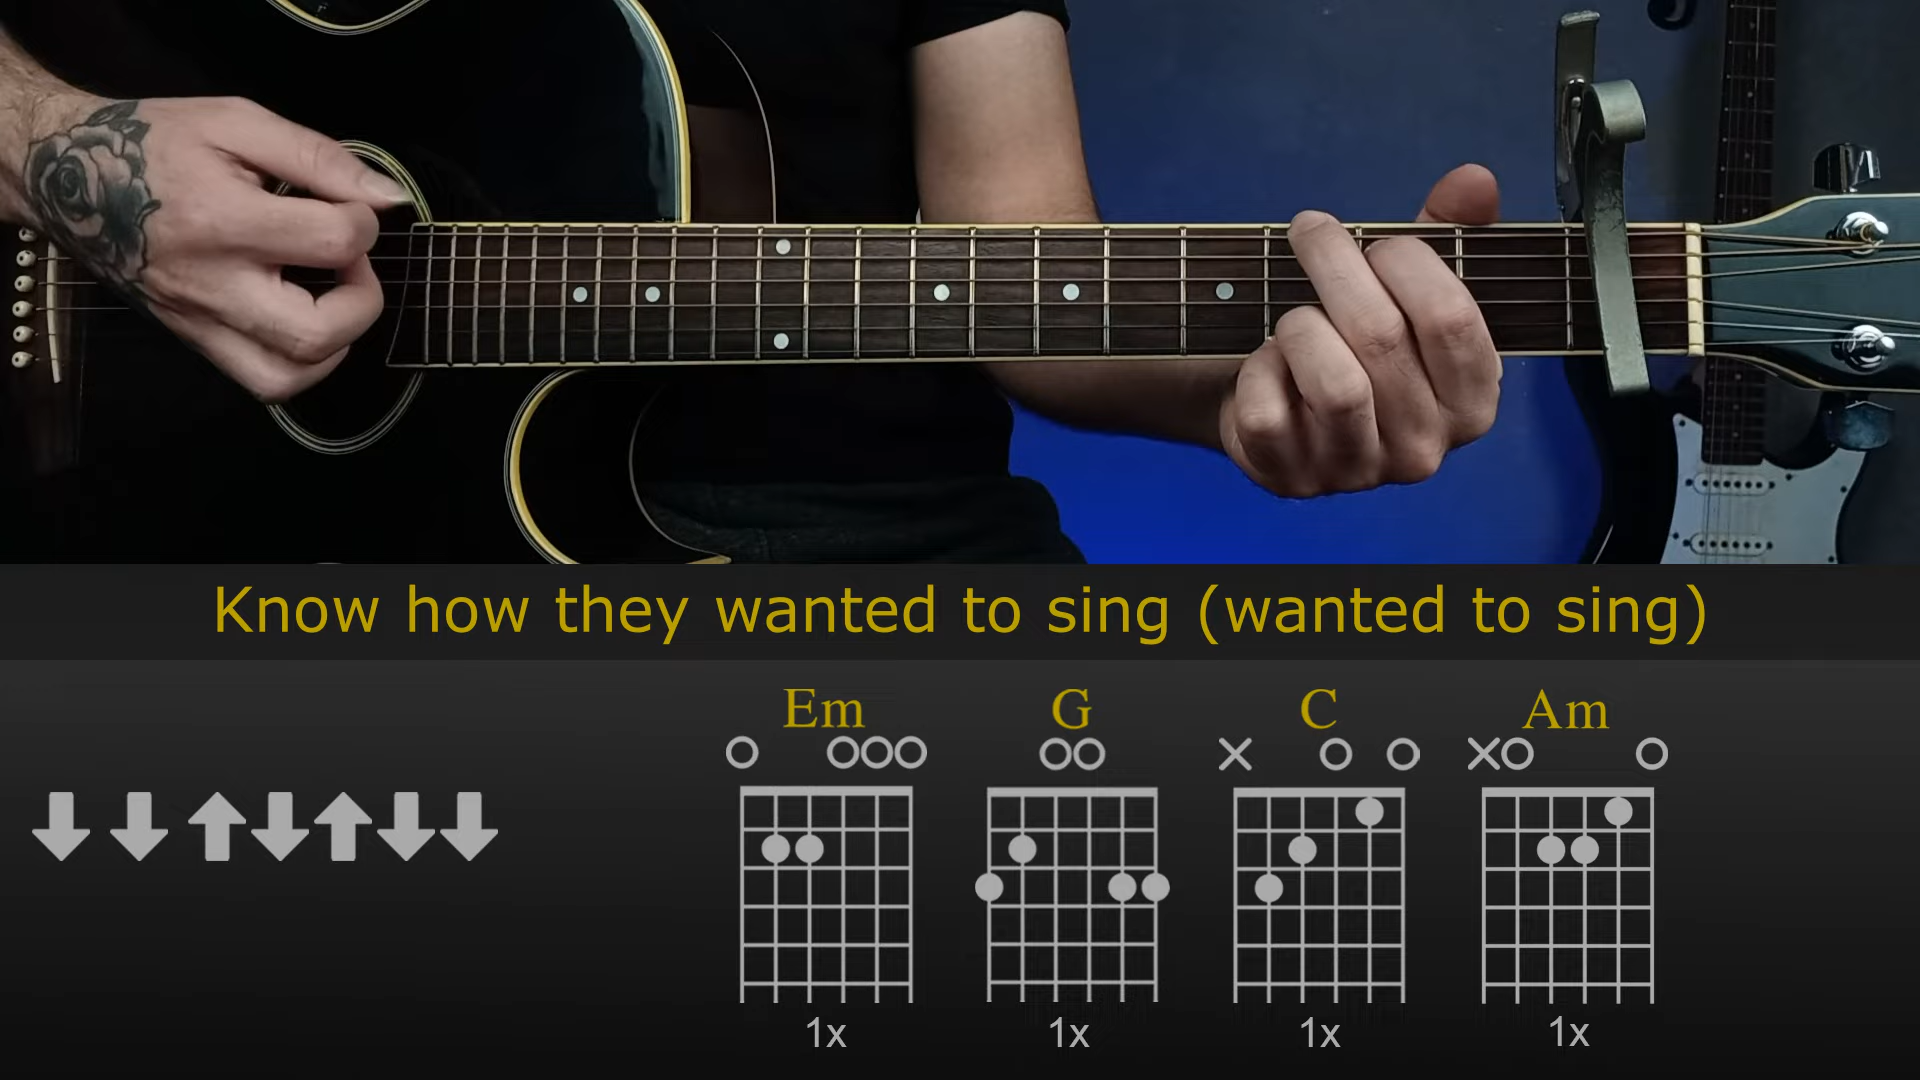 Know how they wanted to sing (wanted to sing)
Em G C Am
1x 1x 1x 1x